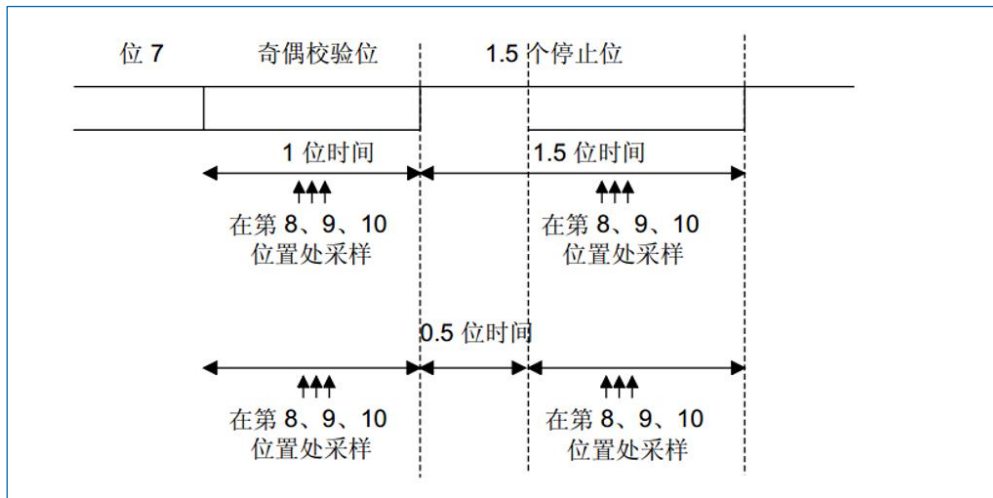 位 7 奇偶校验位 1.5 个停止位
1 位时间 1.5 位时间
在第 8、9、10 在第 8、9、10
位置处采样 位置处采样
0.5 位时间
在第 8、9、10 在第 8、9、10
位置处采样 位置处采样